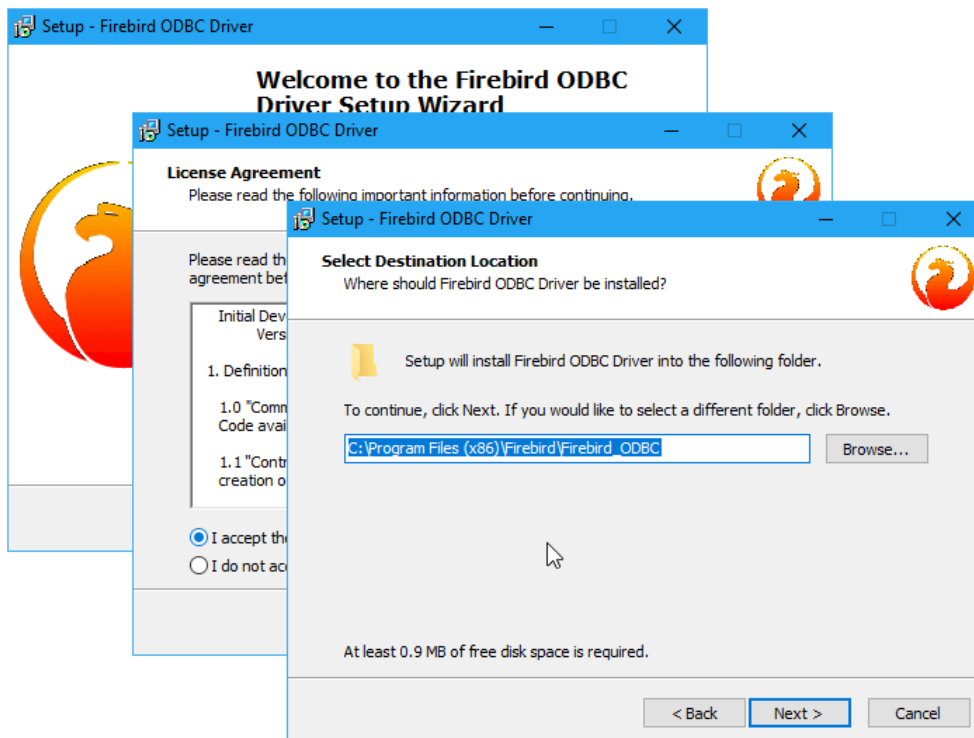 Setup - Firebird ODBC Driver
Welcome to the Firebird ODBC
Driver Setup Wizard
Setup - Firebird ODBC Driver
License Agreement
Please read the following important information before continuing.
Please read th
agreement bef
Initial Dev
Vers
1. Definition
1.0 "Comm
Code avai
1.1 "Contr
creation o
I accept the
I do not acc
Setup - Firebird ODBC Driver
Select Destination Location
Where should Firebird ODBC Driver be installed?
Setup will install Firebird ODBC Driver into the following folder.
To continue, click Next. If you would like to select a different folder, click Browse.
C:\Program Files (x86)\Firebird\Firebird_ODBC
Browse...
At least 0.9 MB of free disk space is required.
< Back
Next >
Cancel